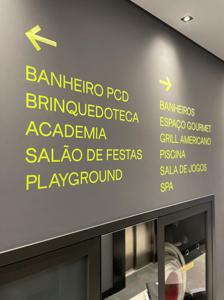 BANHEIRO PCD
BRINQUEDOTECA
ACADEMIA
SALÃO DE FESTAS
PLAYGROUND
BANHEIROS
ESPAÇO GOURMET
GRILL AMERICANO
PISCINA
SALA DE JOGOS
SPA